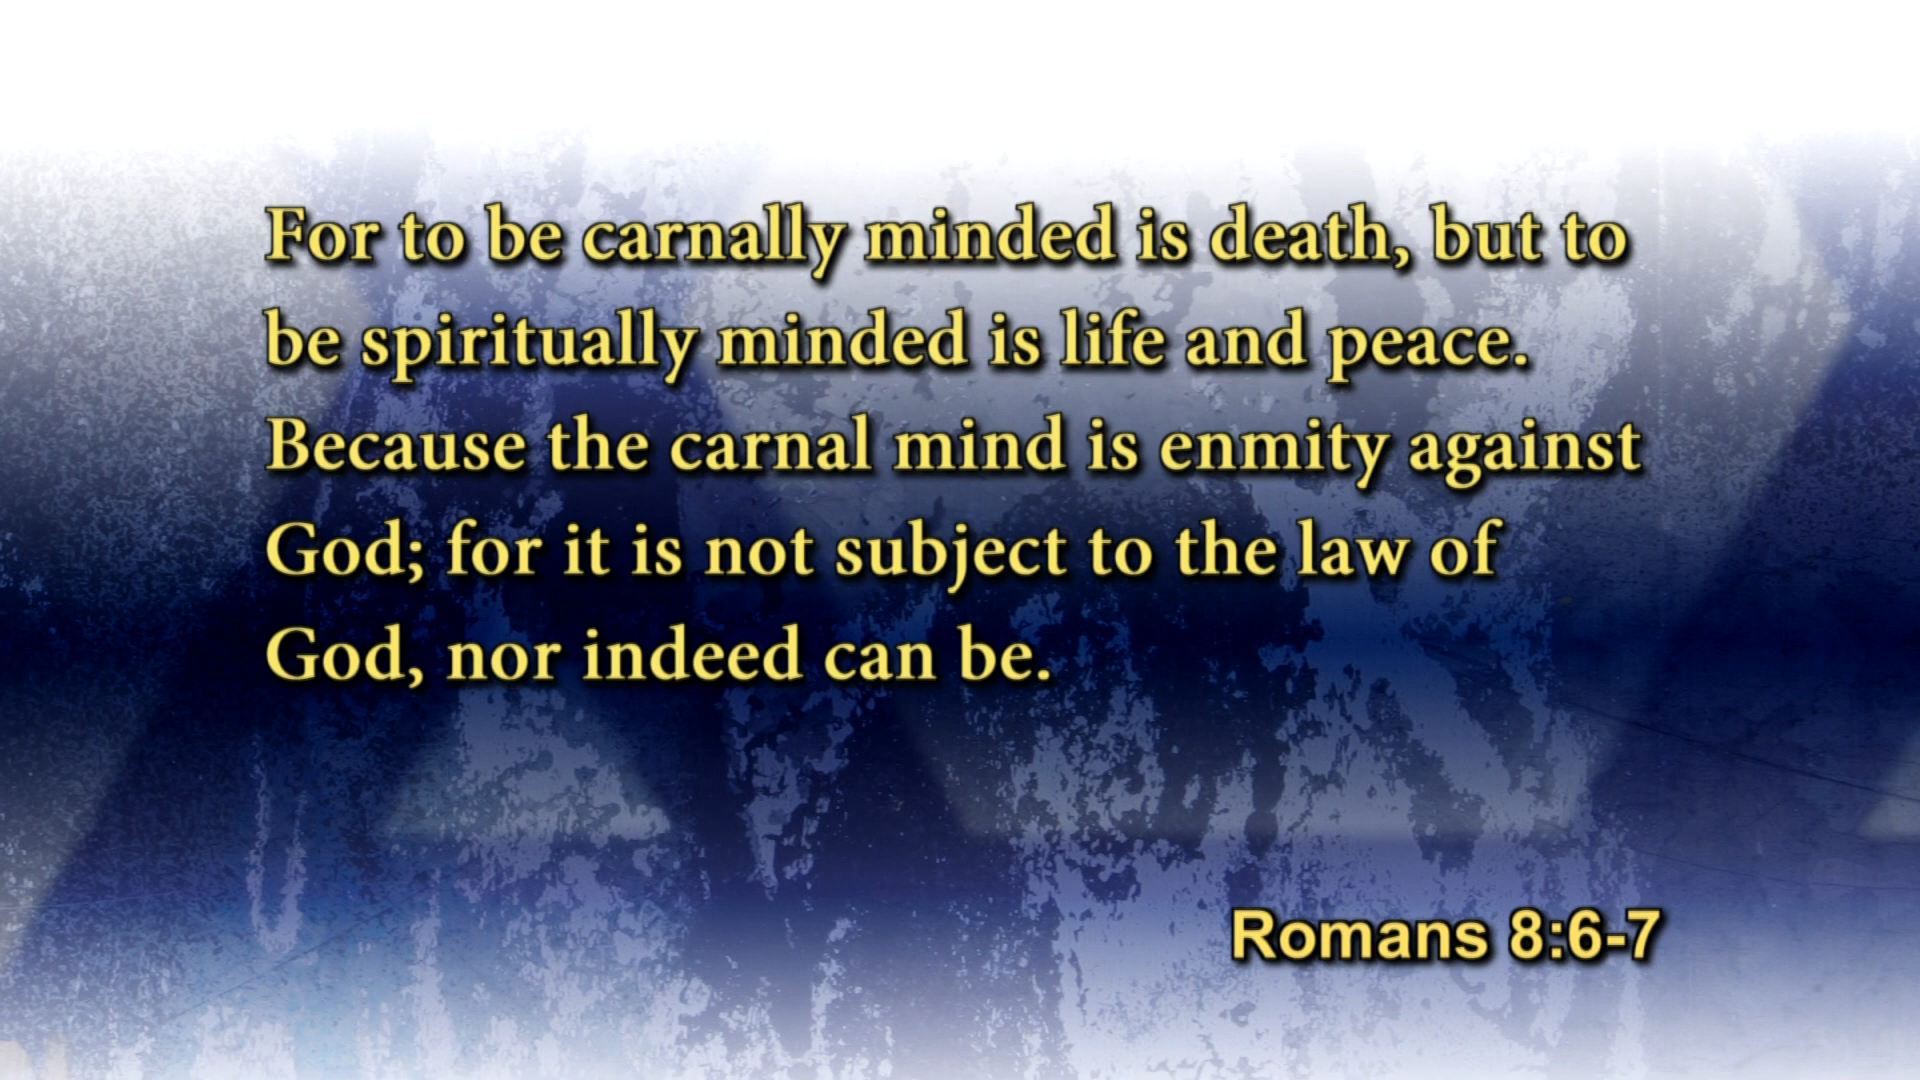 For to be carnally minded is death, but to
be spiritually minded is life and peace.
Because the carnal mind is enmity against
God; for it is not subject to the law of
God, nor indeed can be.
Romans 8:6-7